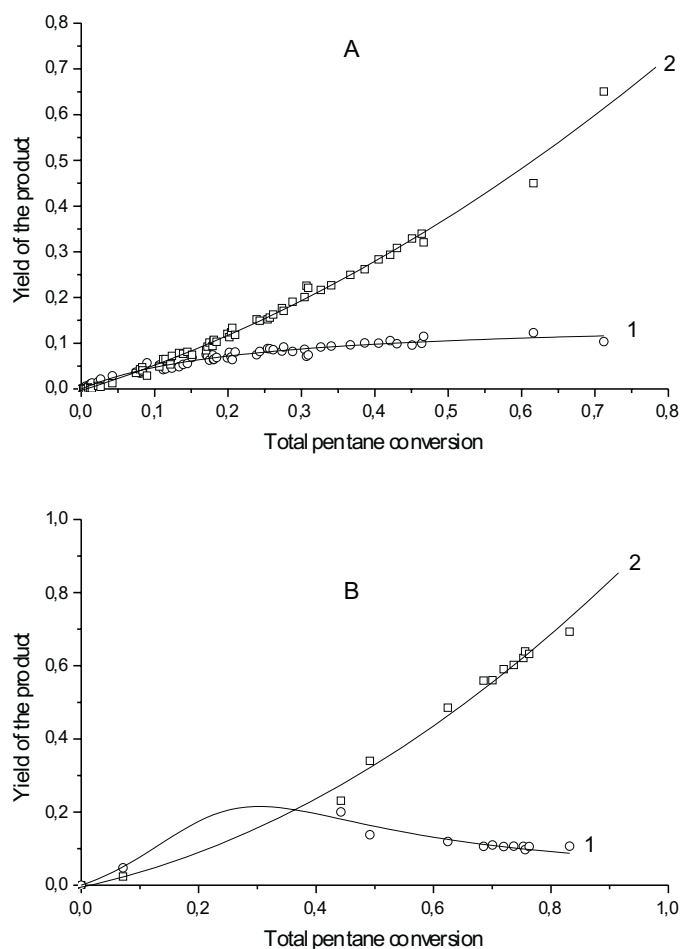 A
0,8
0,7
0,6
0,5
0,4
0,3
0,2
0,1
0,0
Yield of the product
2
1
0,0 0,1 0,2 0,3 0,4 0,5 0,6 0,7 0,8
Total pentane conversion
B
1,0
0,8
0,6
0,4
0,2
0,0
Yield of the product
2
1
0,0 0,2 0,4 0,6 0,8 1,0
Total pentane conversion